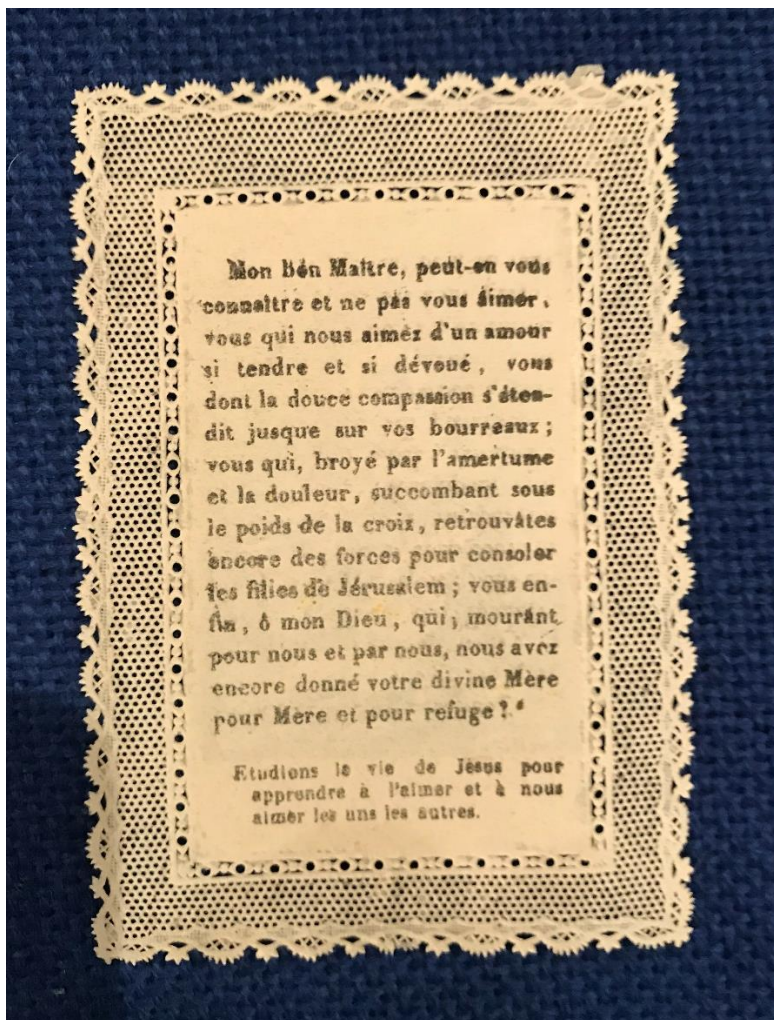 Mon bon Maître, peut-on vous
connaître et ne pas vous aimer,
vous qui nous aimez d'un amour
si tendre et si dévoué, vous
dont la douce compassion s'éten-
dit jusque sur vos bourreaux;
vous qui, broyé par l'amertume
et la douleur, succombant sous
le poids de la croix, retrouvâtes
encore des forces pour consoler
les filles de Jérusalem; vous en-
fin, ô mon Dieu, qui, mourant
pour nous et par nous, nous avez
encore donné votre divine Mère
pour Mère et pour refuge?
Etudions la vie de Jésus pour
apprendre à l'aimer et à nous
aimer les uns les autres.